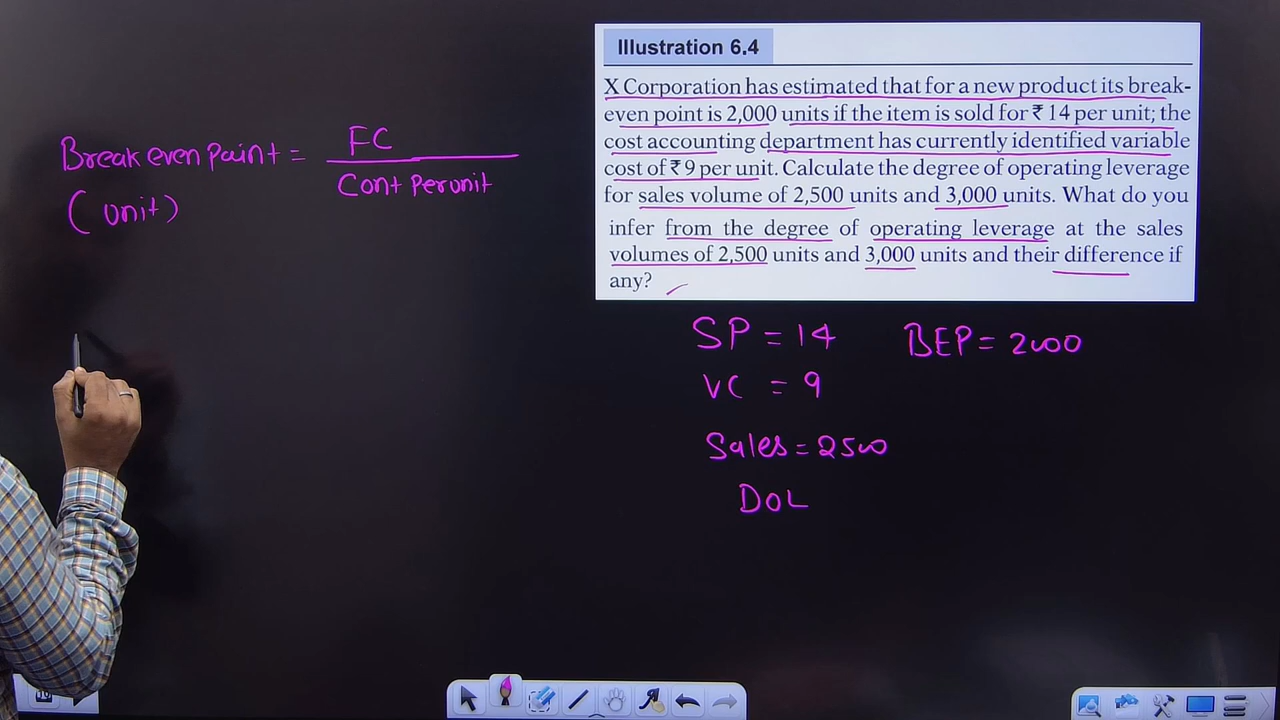 Illustration 6.4
X Corporation has estimated that for a new product its break-
even point is 2,000 units if the item is sold for ₹ 14 per unit; the
cost accounting department has currently identified variable
cost of ₹ 9 per unit. Calculate the degree of operating leverage
for sales volume of 2,500 units and 3,000 units. What do you
infer from the degree of operating leverage at the sales
volumes of 2,500 units and 3,000 units and their difference if
any?
Break even paint = FC
Cont Per unit
(unit)
SP = 14 BEP = 2000
VC = 9
Sales = 2500
DOL